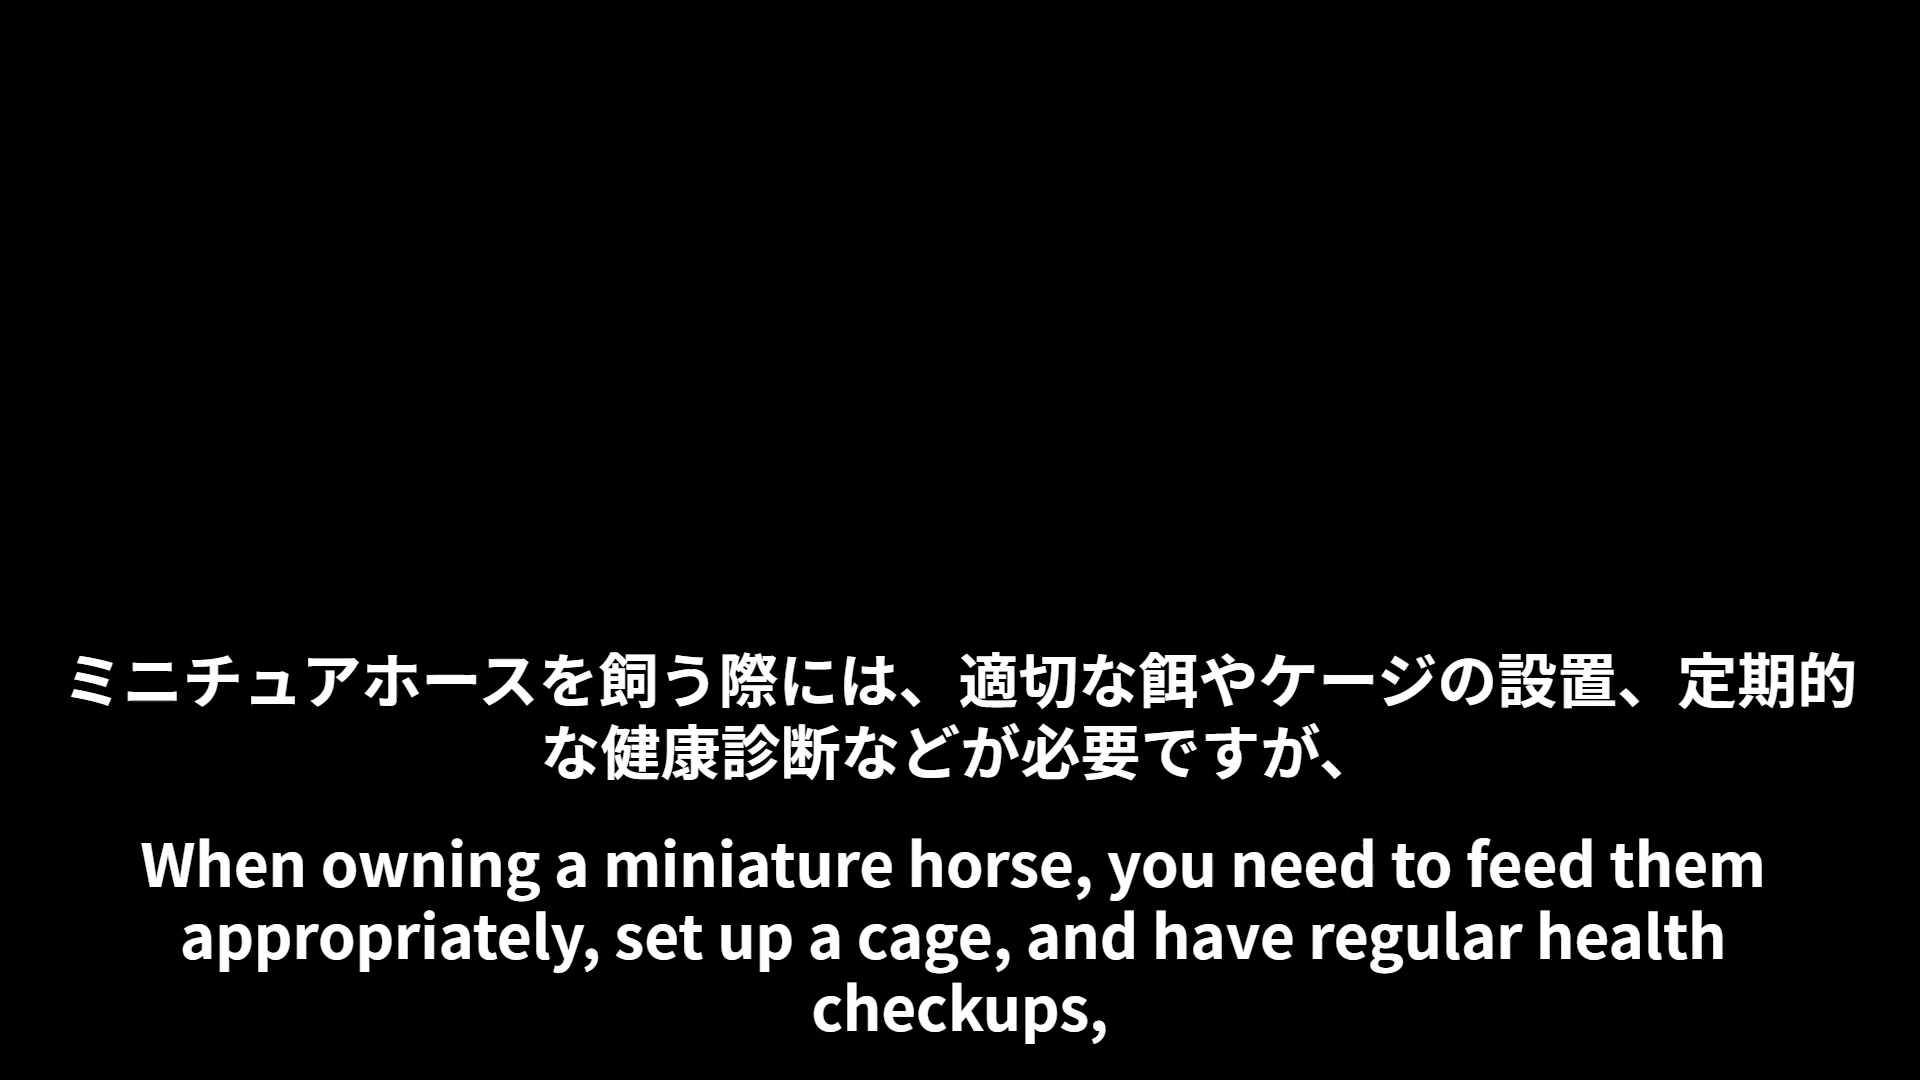 ミニチュアホースを飼う際には、適切な餌やケージの設置、定期的
な健康診断などが必要ですが、
When owning a miniature horse, you need to feed them
appropriately, set up a cage, and have regular health
checkups,